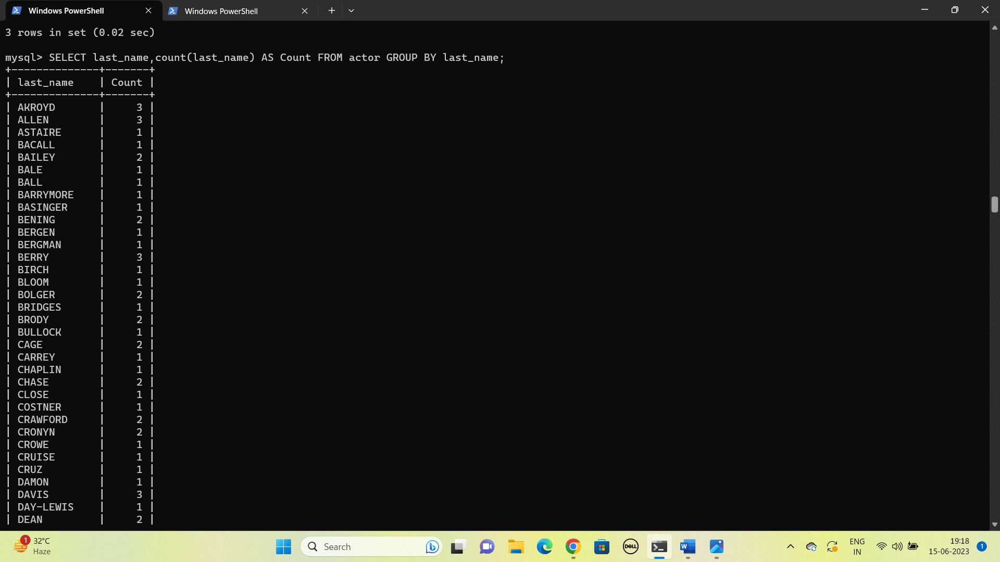 Windows PowerShell
Windows PowerShell
3 rows in set (0.02 sec)
mysql> SELECT last_name,count(last_name) AS Count FROM actor GROUP BY last_name;
+--------------+-------+
| last_name    | Count |
+--------------+-------+
| AKROYD       |     3 |
| ALLEN        |     3 |
| ASTAIRE      |     1 |
| BACALL       |     1 |
| BAILEY       |     2 |
| BALE         |     1 |
| BALL         |     1 |
| BARRYMORE    |     1 |
| BASINGER     |     1 |
| BENING       |     2 |
| BERGEN       |     1 |
| BERGMAN      |     1 |
| BERRY        |     3 |
| BIRCH        |     1 |
| BLOOM        |     1 |
| BOLGER       |     2 |
| BRIDGES      |     1 |
| BRODY        |     2 |
| BULLOCK      |     1 |
| CAGE         |     2 |
| CARREY       |     1 |
| CHAPLIN      |     1 |
| CHASE        |     2 |
| CLOSE        |     1 |
| COSTNER      |     1 |
| CRAWFORD     |     2 |
| CRONYN       |     2 |
| CROWE        |     1 |
| CRUISE       |     1 |
| CRUZ         |     1 |
| DAMON        |     1 |
| DAVIS        |     3 |
| DAY-LEWIS    |     1 |
| DEAN         |     2 |
1
32°C
Haze
Search
DELL
W
ENG
IN
19:18
15-06-2023
1